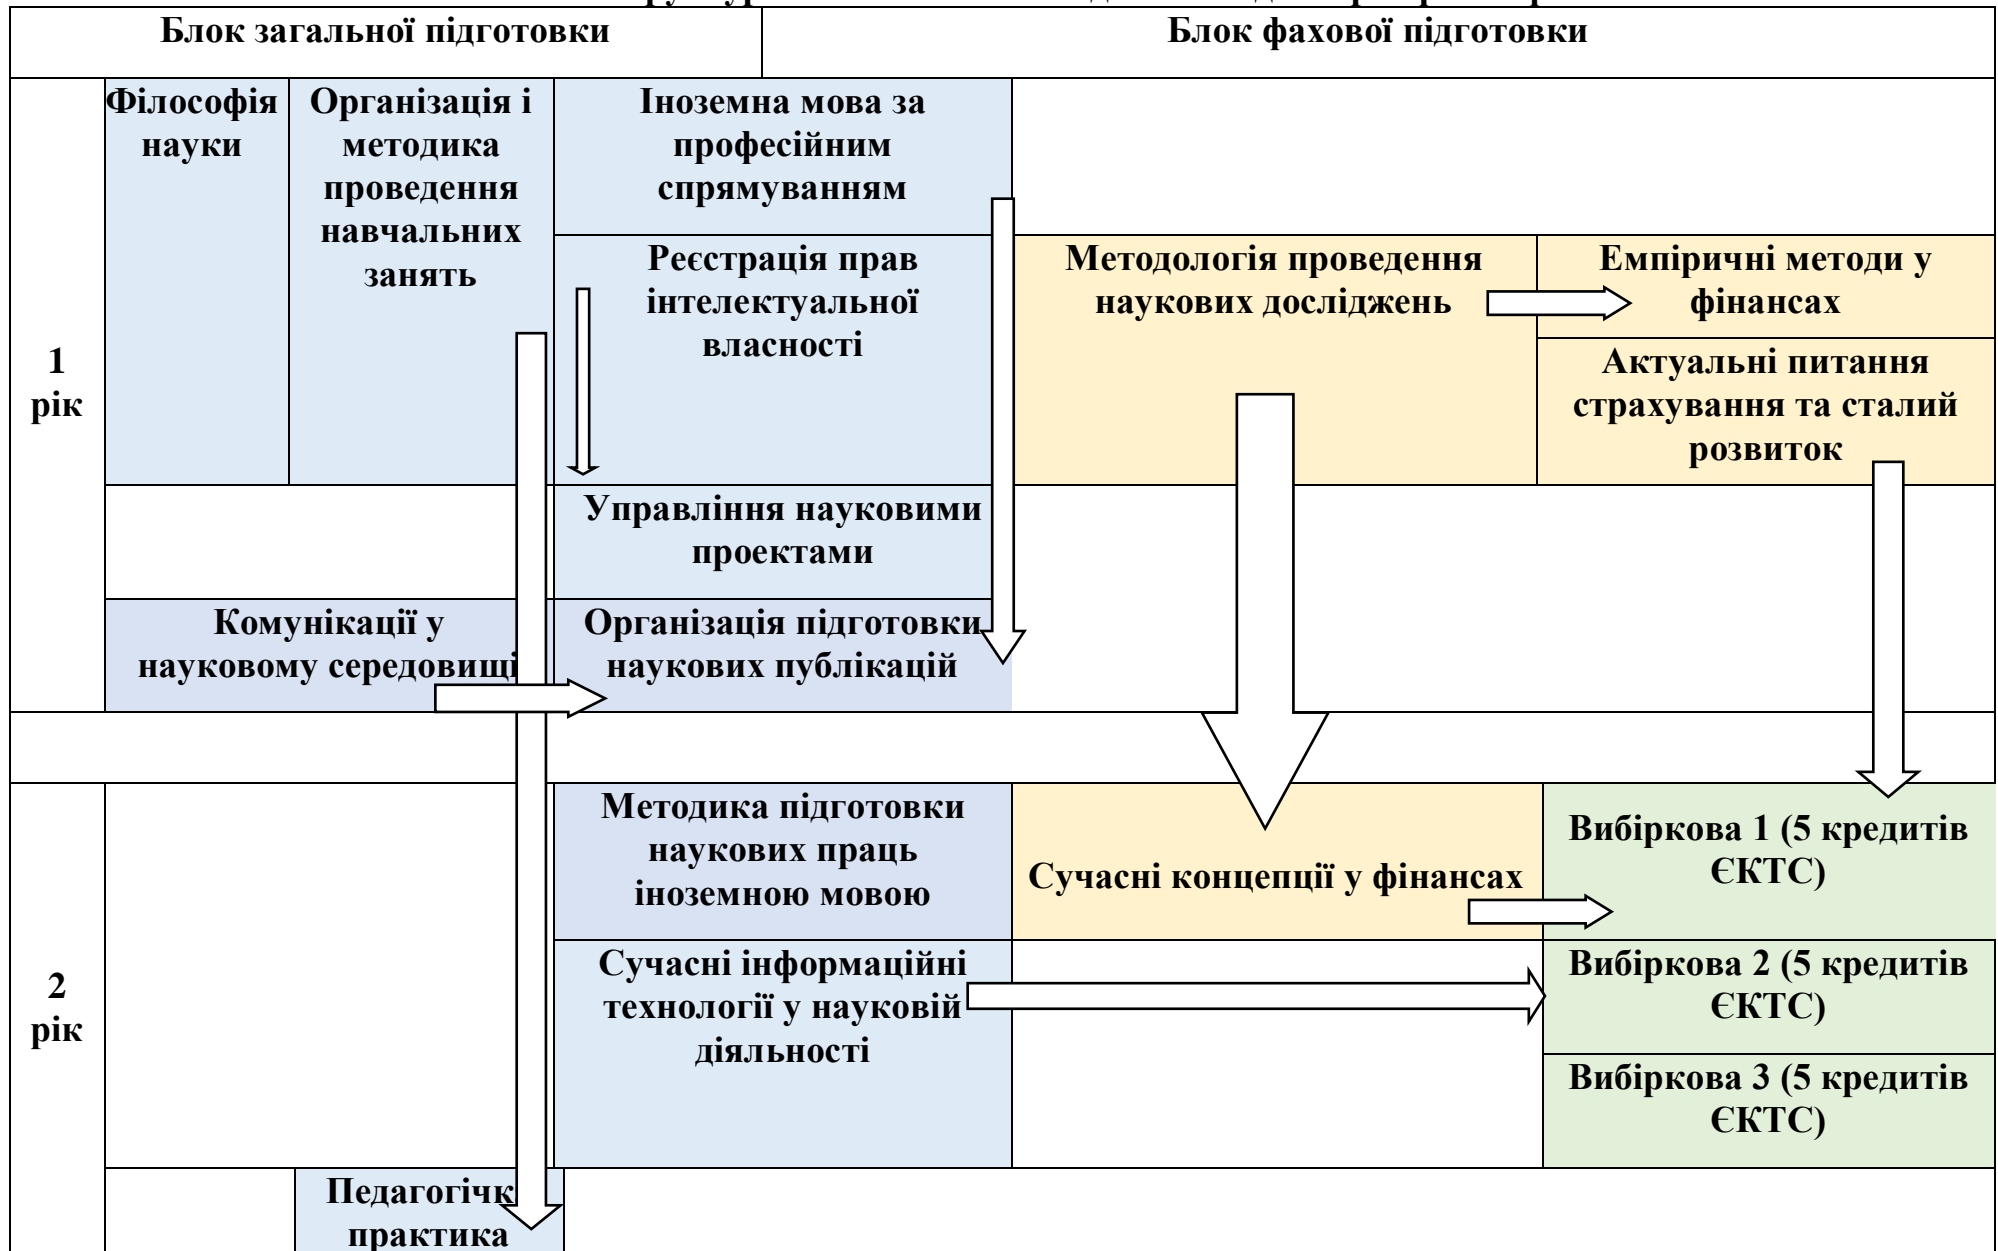 Блок загальної підготовки
Блок фахової підготовки
1
рік
Філософія
науки
Організація і
методика
проведення
навчальних
занять
Іноземна мова за
професійним
спрямуванням
Реєстрація прав
інтелектуальної
власності
Методологія проведення
наукових досліджень
Емпіричні методи у
фінансах
Актуальні питання
страхування та сталий
розвиток
Управління науковими
проектами
Комунікації у
науковому середовищі
Організація підготовки
наукових публікацій
2
рік
Методика підготовки
наукових праць
іноземною мовою
Сучасні концепції у фінансах
Вибіркова 1 (5 кредитів
ЄКТС)
Сучасні інформаційні
технології у науковій
діяльності
Вибіркова 2 (5 кредитів
ЄКТС)
Вибіркова 3 (5 кредитів
ЄКТС)
Педагогічк
практика